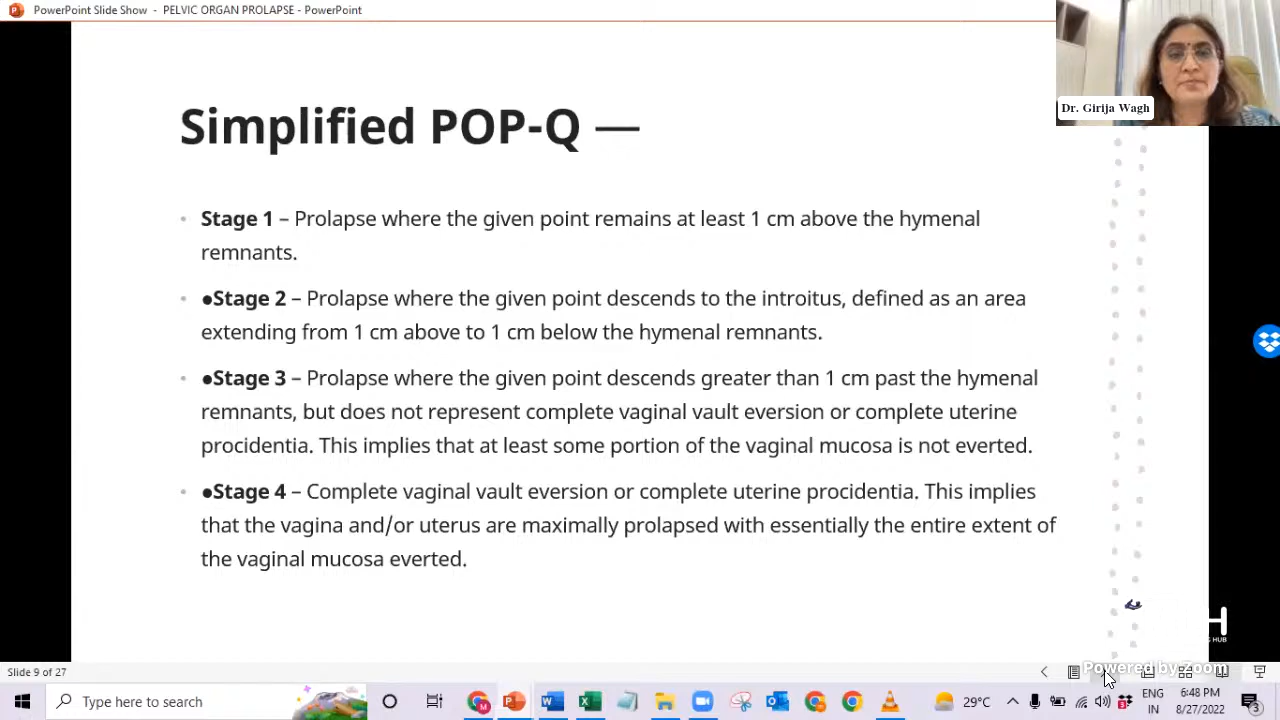 PowerPoint Slide Show - PELVIC ORGAN PROLAPSE - PowerPoint
Dr. Girija Wagh
Simplified POP-Q —
• Stage 1 – Prolapse where the given point remains at least 1 cm above the hymenal
remnants.
• ●Stage 2 – Prolapse where the given point descends to the introitus, defined as an area
extending from 1 cm above to 1 cm below the hymenal remnants.
• ●Stage 3 – Prolapse where the given point descends greater than 1 cm past the hymenal
remnants, but does not represent complete vaginal vault eversion or complete uterine
procidentia. This implies that at least some portion of the vaginal mucosa is not everted.
• ●Stage 4 – Complete vaginal vault eversion or complete uterine procidentia. This implies
that the vagina and/or uterus are maximally prolapsed with essentially the entire extent of
the vaginal mucosa everted.
H
HUB
Slide 9 of 27
Powered by Zoom
Type here to search
29°C
ENG
IN
6:48 PM
8/27/2022
3